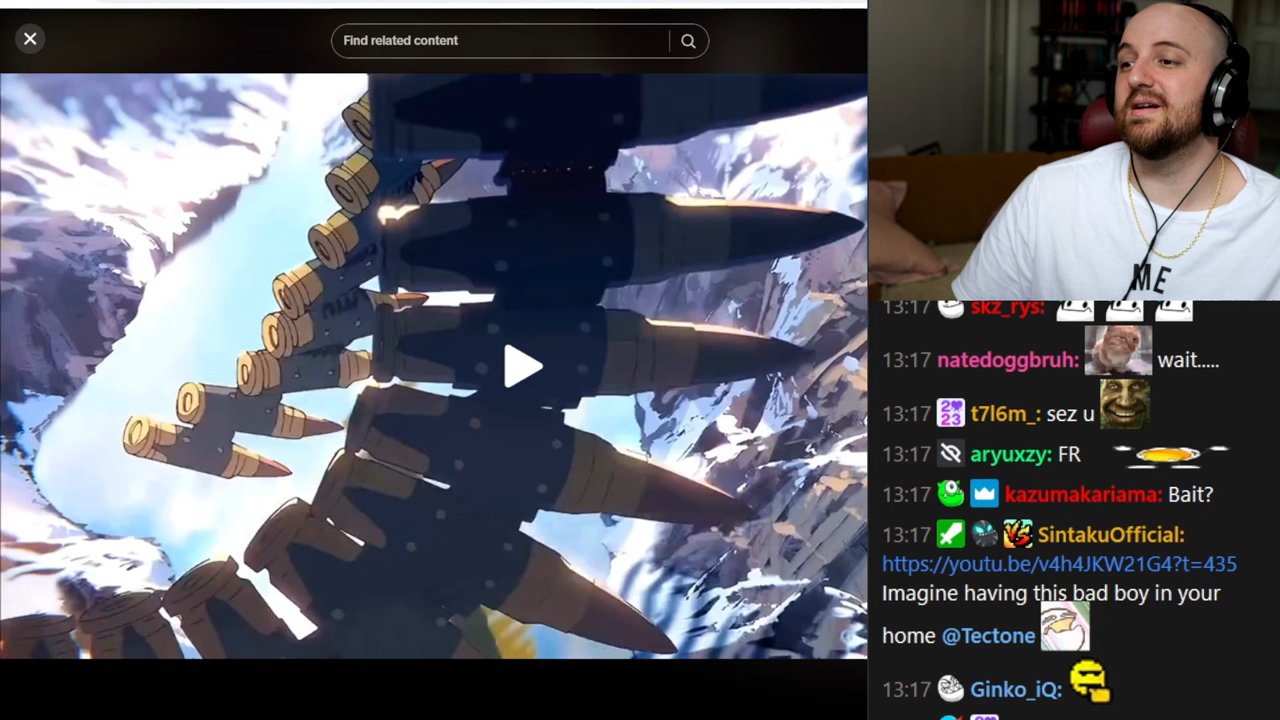 Find related content
ME
13:17 skz_rys:
13:17 natedoggbruh: wait.....
13:17 t7l6m_: sez u
13:17 aryuxzy: FR
13:17 kazumakariama: Bait?
13:17 SintakuOfficial:
https://youtu.be/v4h4JKW21G4?t=435
Imagine having this bad boy in your
home @Tectone
13:17 Ginko_iQ: